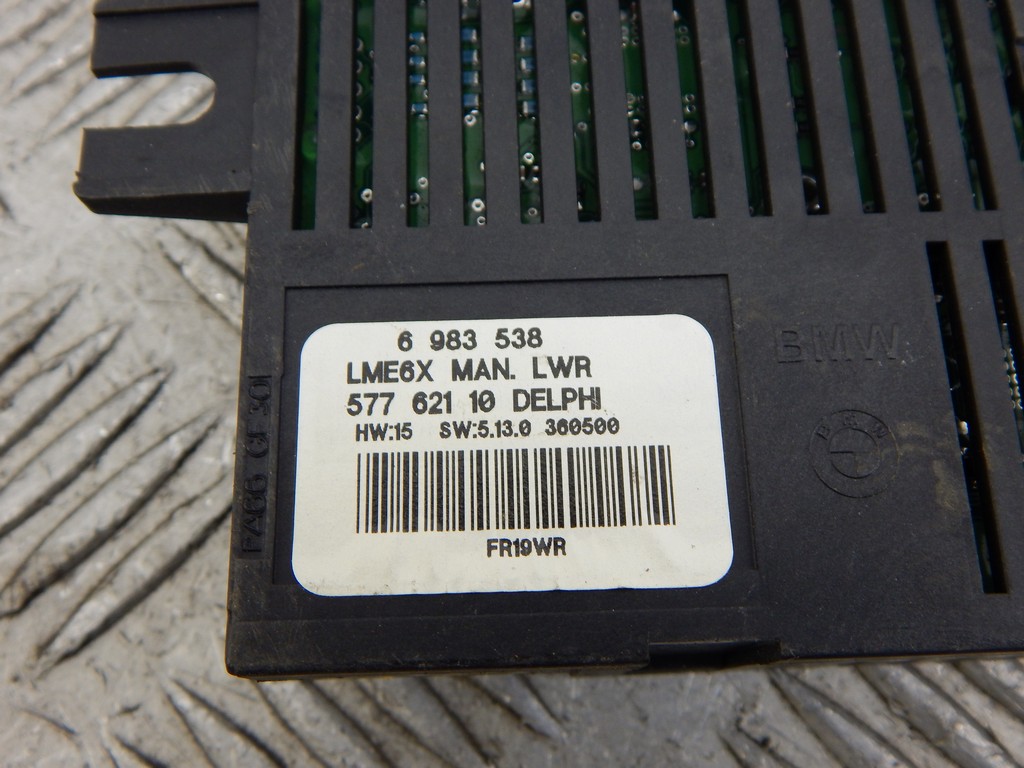 6 983 538
LME6X MAN. LWR
577 621 10 DELPHI
HW:15 SW:5.13.0 360500
FR19WR
BMW
BMW